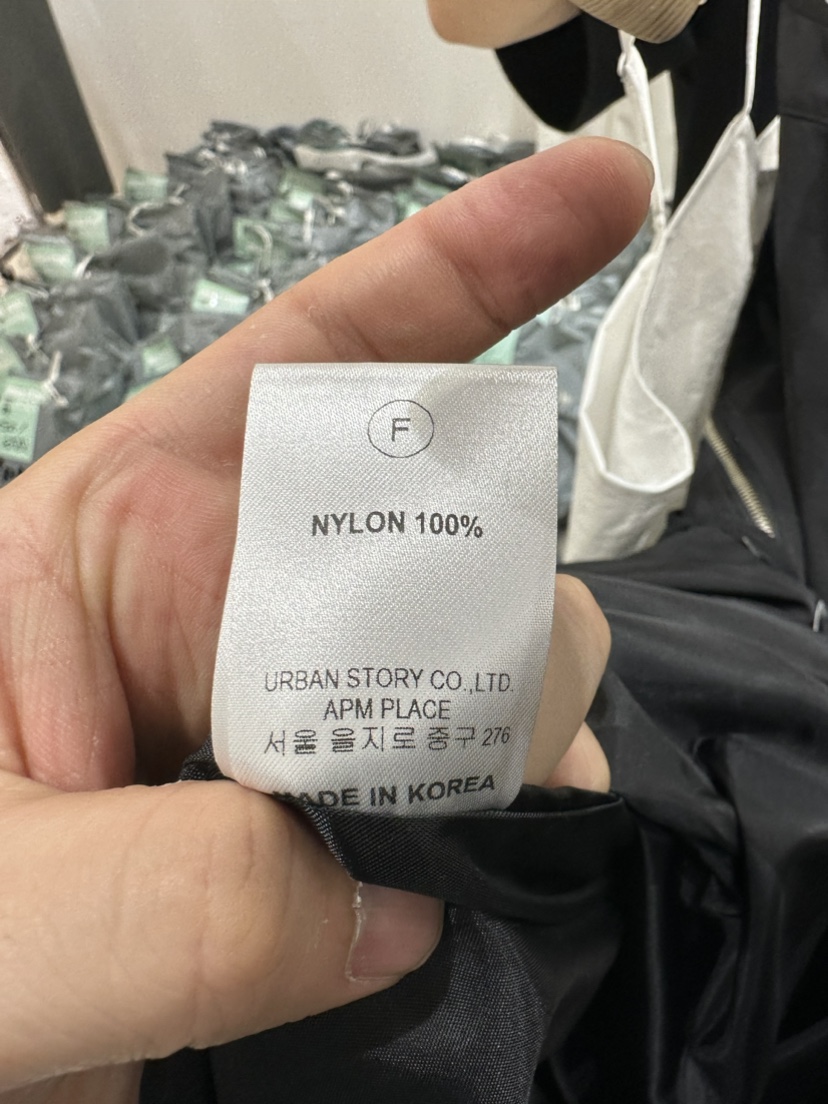 F
NYLON 100%
URBAN STORY CO.,LTD.
APM PLACE
서울 을지로 중구 276
MADE IN KOREA